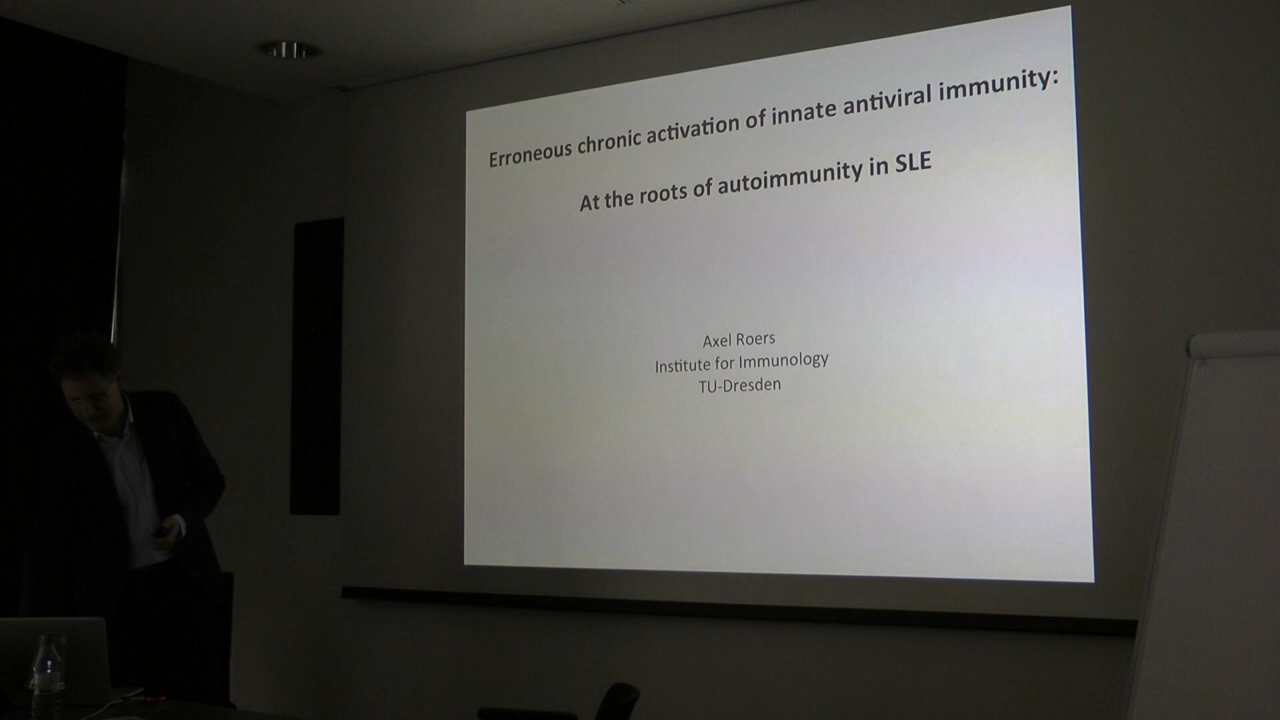 Erroneous chronic activation of innate antiviral immunity:
At the roots of autoimmunity in SLE
Axel Roers
Institute for Immunology
TU-Dresden